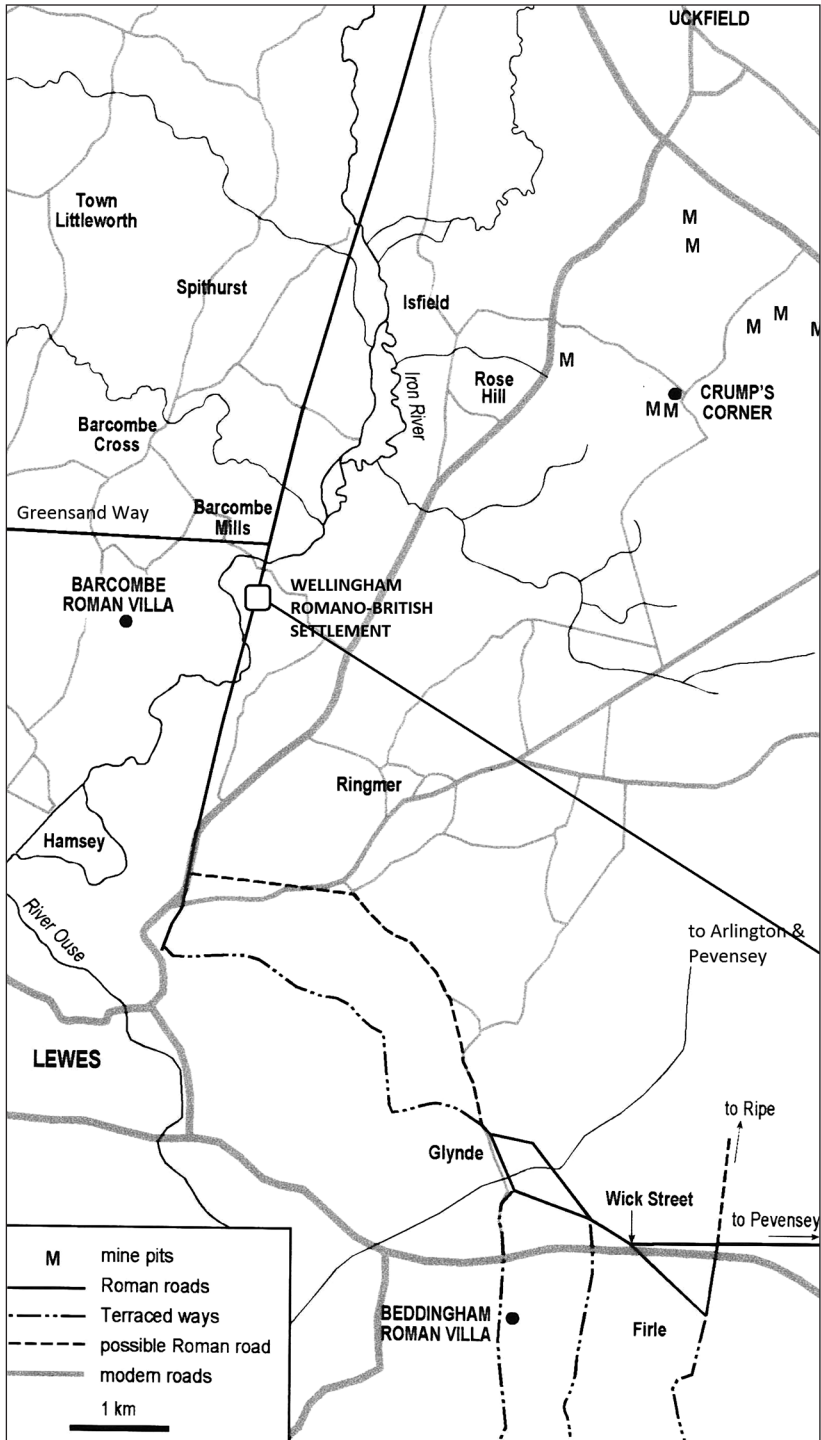 UCKFIELD
Town
Littleworth
M
M
Spithurst
Isfield
M
M
M
M
Iron River
Rose
Hill
CRUMP'S
CORNER
MM
Barcombe
Cross
Greensand Way
Barcombe
Mills
BARCOMBE
ROMAN VILLA
WELLINGHAM
ROMANO-BRITISH
SETTLEMENT
Ringmer
Hamsey
River Ouse
to Arlington &
Pevensey
LEWES
to Ripe
Glynde
Wick Street
to Pevensey
BEDDINGHAM
ROMAN VILLA
Firle
M mine pits
Roman roads
Terraced ways
possible Roman road
modern roads
1 km